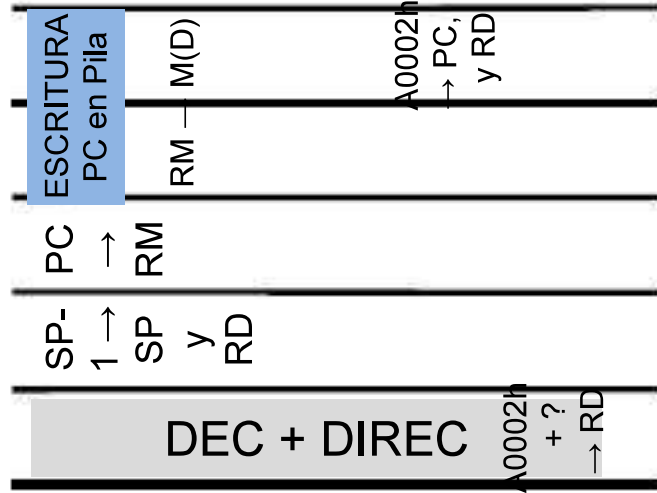 ESCRITURA
PC en Pila
RM → M(D)
A0002h
→ PC,
y RD
PC
→
RM
SP-
1 →
SP
y
RD
DEC + DIREC
A0002h
+ ?
→ RD